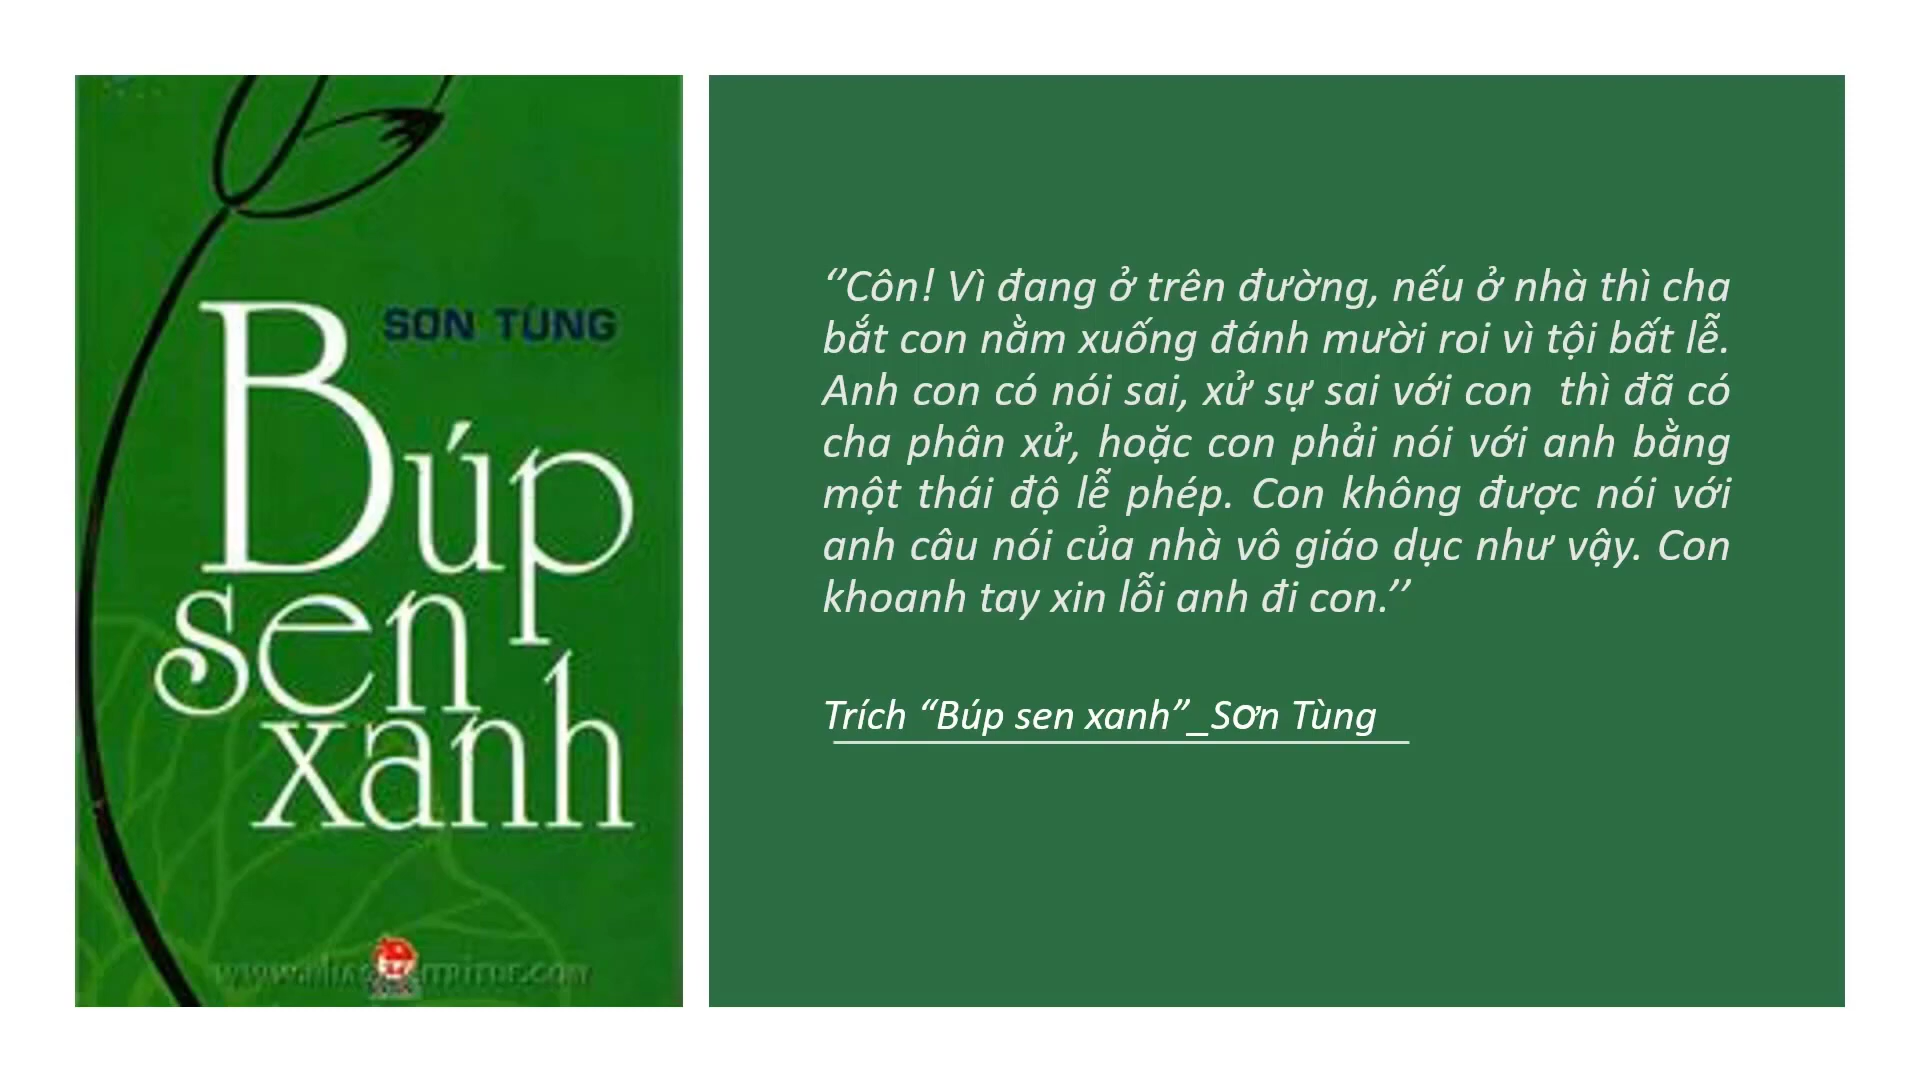 SƠN TÙNG
Búp
sen
xanh
‘’Côn! Vì đang ở trên đường, nếu ở nhà thì cha
bắt con nằm xuống đánh mười roi vì tội bất lễ.
Anh con có nói sai, xử sự sai với con thì đã có
cha phân xử, hoặc con phải nói với anh bằng
một thái độ lễ phép. Con không được nói với
anh câu nói của nhà vô giáo dục như vậy. Con
khoanh tay xin lỗi anh đi con.’’
Trích “Búp sen xanh”_Sơn Tùng